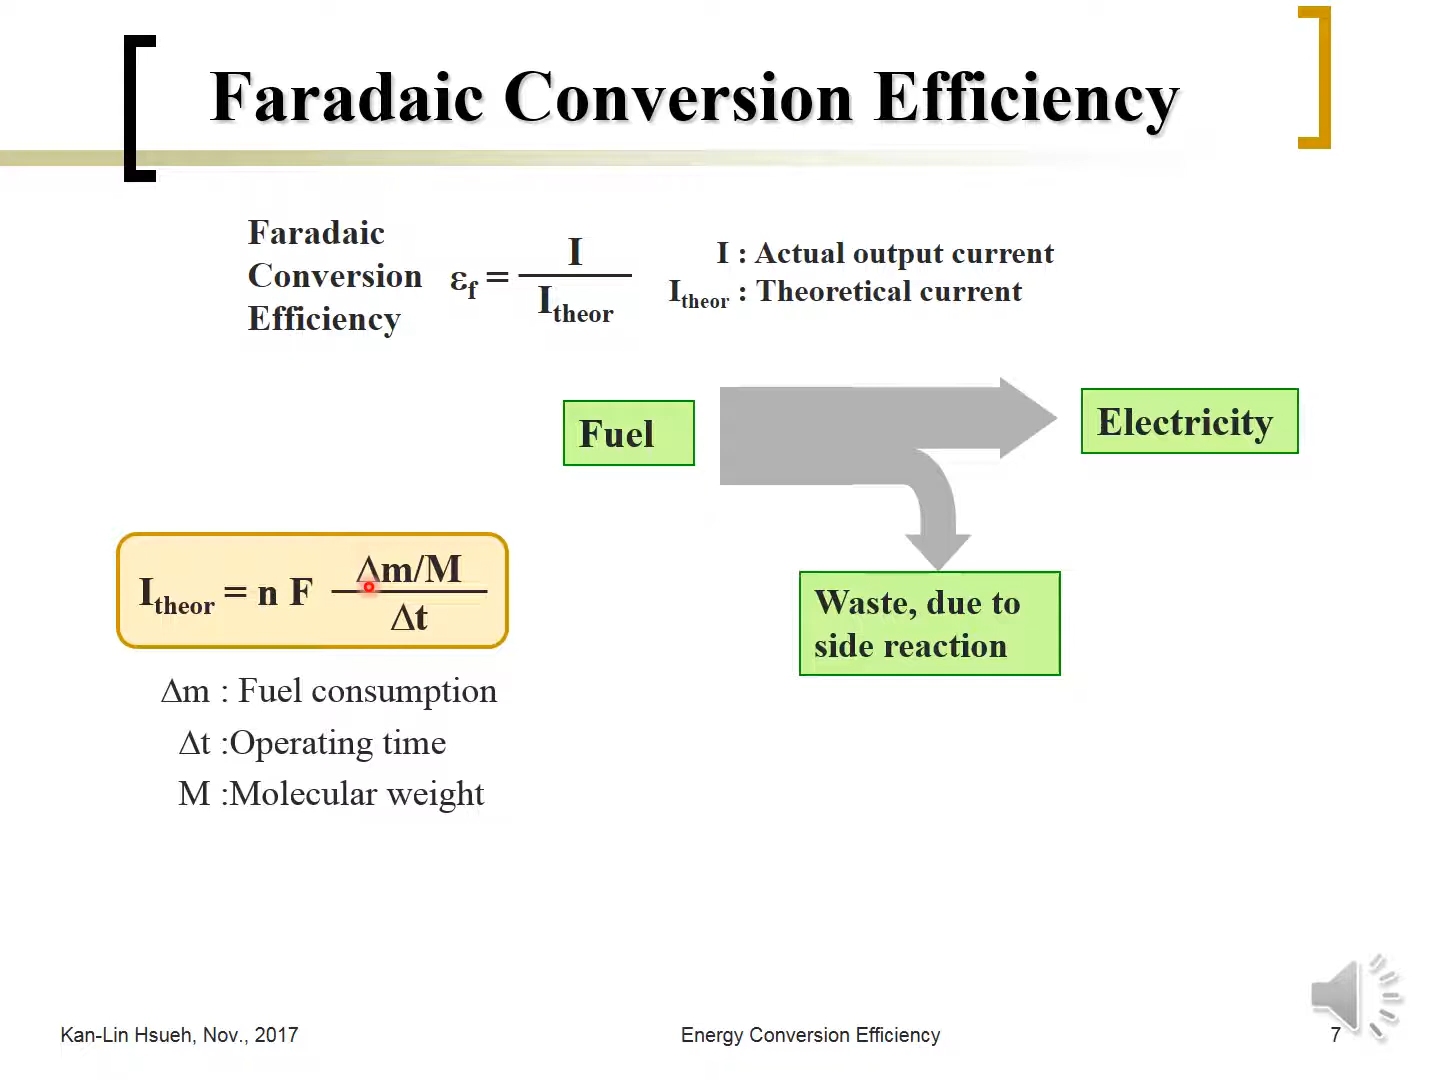 Faradaic Conversion Efficiency
Faradaic
Conversion
Efficiency
εf = I / Itheor
I : Actual output current
Itheor : Theoretical current
Fuel
Electricity
Waste, due to
side reaction
Itheor = n F Δm/M / Δt
Δm : Fuel consumption
Δt :Operating time
M :Molecular weight
Kan-Lin Hsueh, Nov., 2017
Energy Conversion Efficiency
7